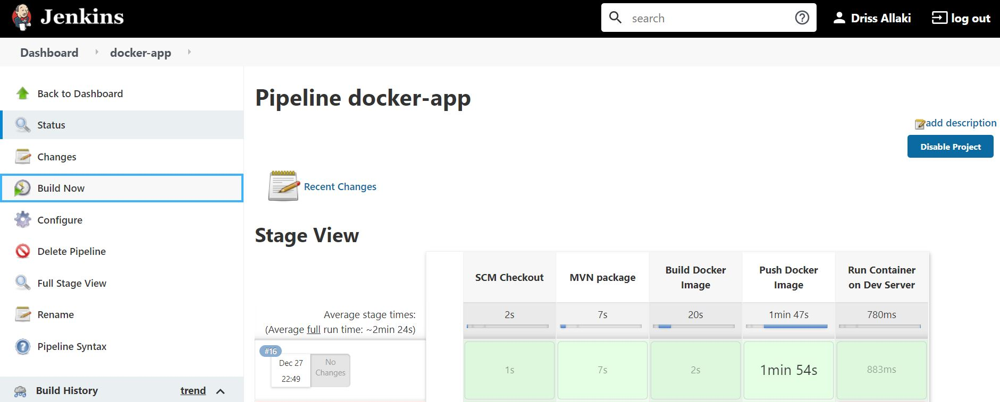 Jenkins
search
Driss Allaki
log out
Dashboard
docker-app
Back to Dashboard
Status
Changes
Build Now
Configure
Delete Pipeline
Full Stage View
Rename
Pipeline Syntax
Build History
trend
Pipeline docker-app
add description
Disable Project
Recent Changes
Stage View
SCM Checkout
MVN package
Build Docker
Image
Push Docker
Image
Run Container
on Dev Server
Average stage times:
(Average full run time: ~2min 24s)
2s
7s
20s
1min 47s
780ms
#16
Dec 27
22:49
No
Changes
1s
7s
2s
1min 54s
883ms